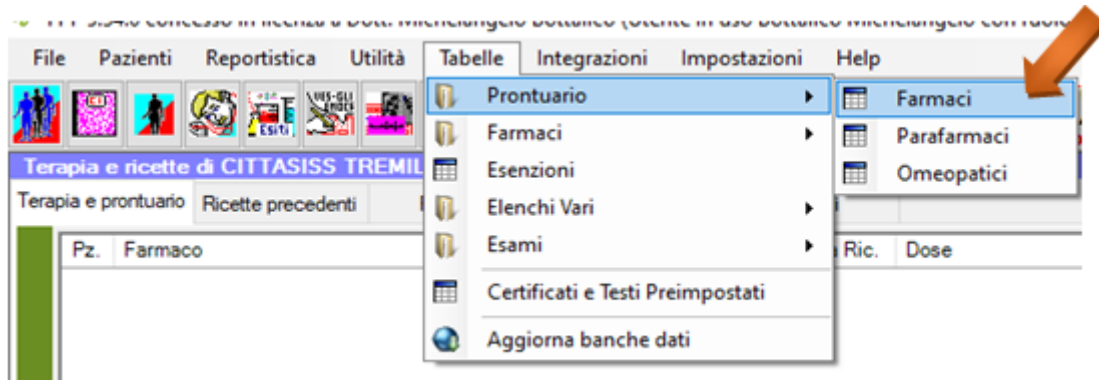 File Pazienti Reportistica Utilità Tabelle Integrazioni Impostazioni Help
Esiti
Prontuario
Farmaci
Esenzioni
Elenchi Vari
Esami
Certificati e Testi Preimpostati
Aggiorna banche dati
Farmaci
Parafarmaci
Omeopatici
Terapia e ricette di CITTASISS TREMIL
Terapia e prontuario Ricette precedenti
Pz. Farmaco Ric. Dose